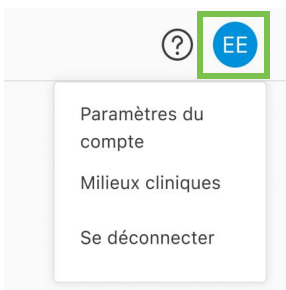 ? EE
Paramètres du
compte
Milieux cliniques
Se déconnecter